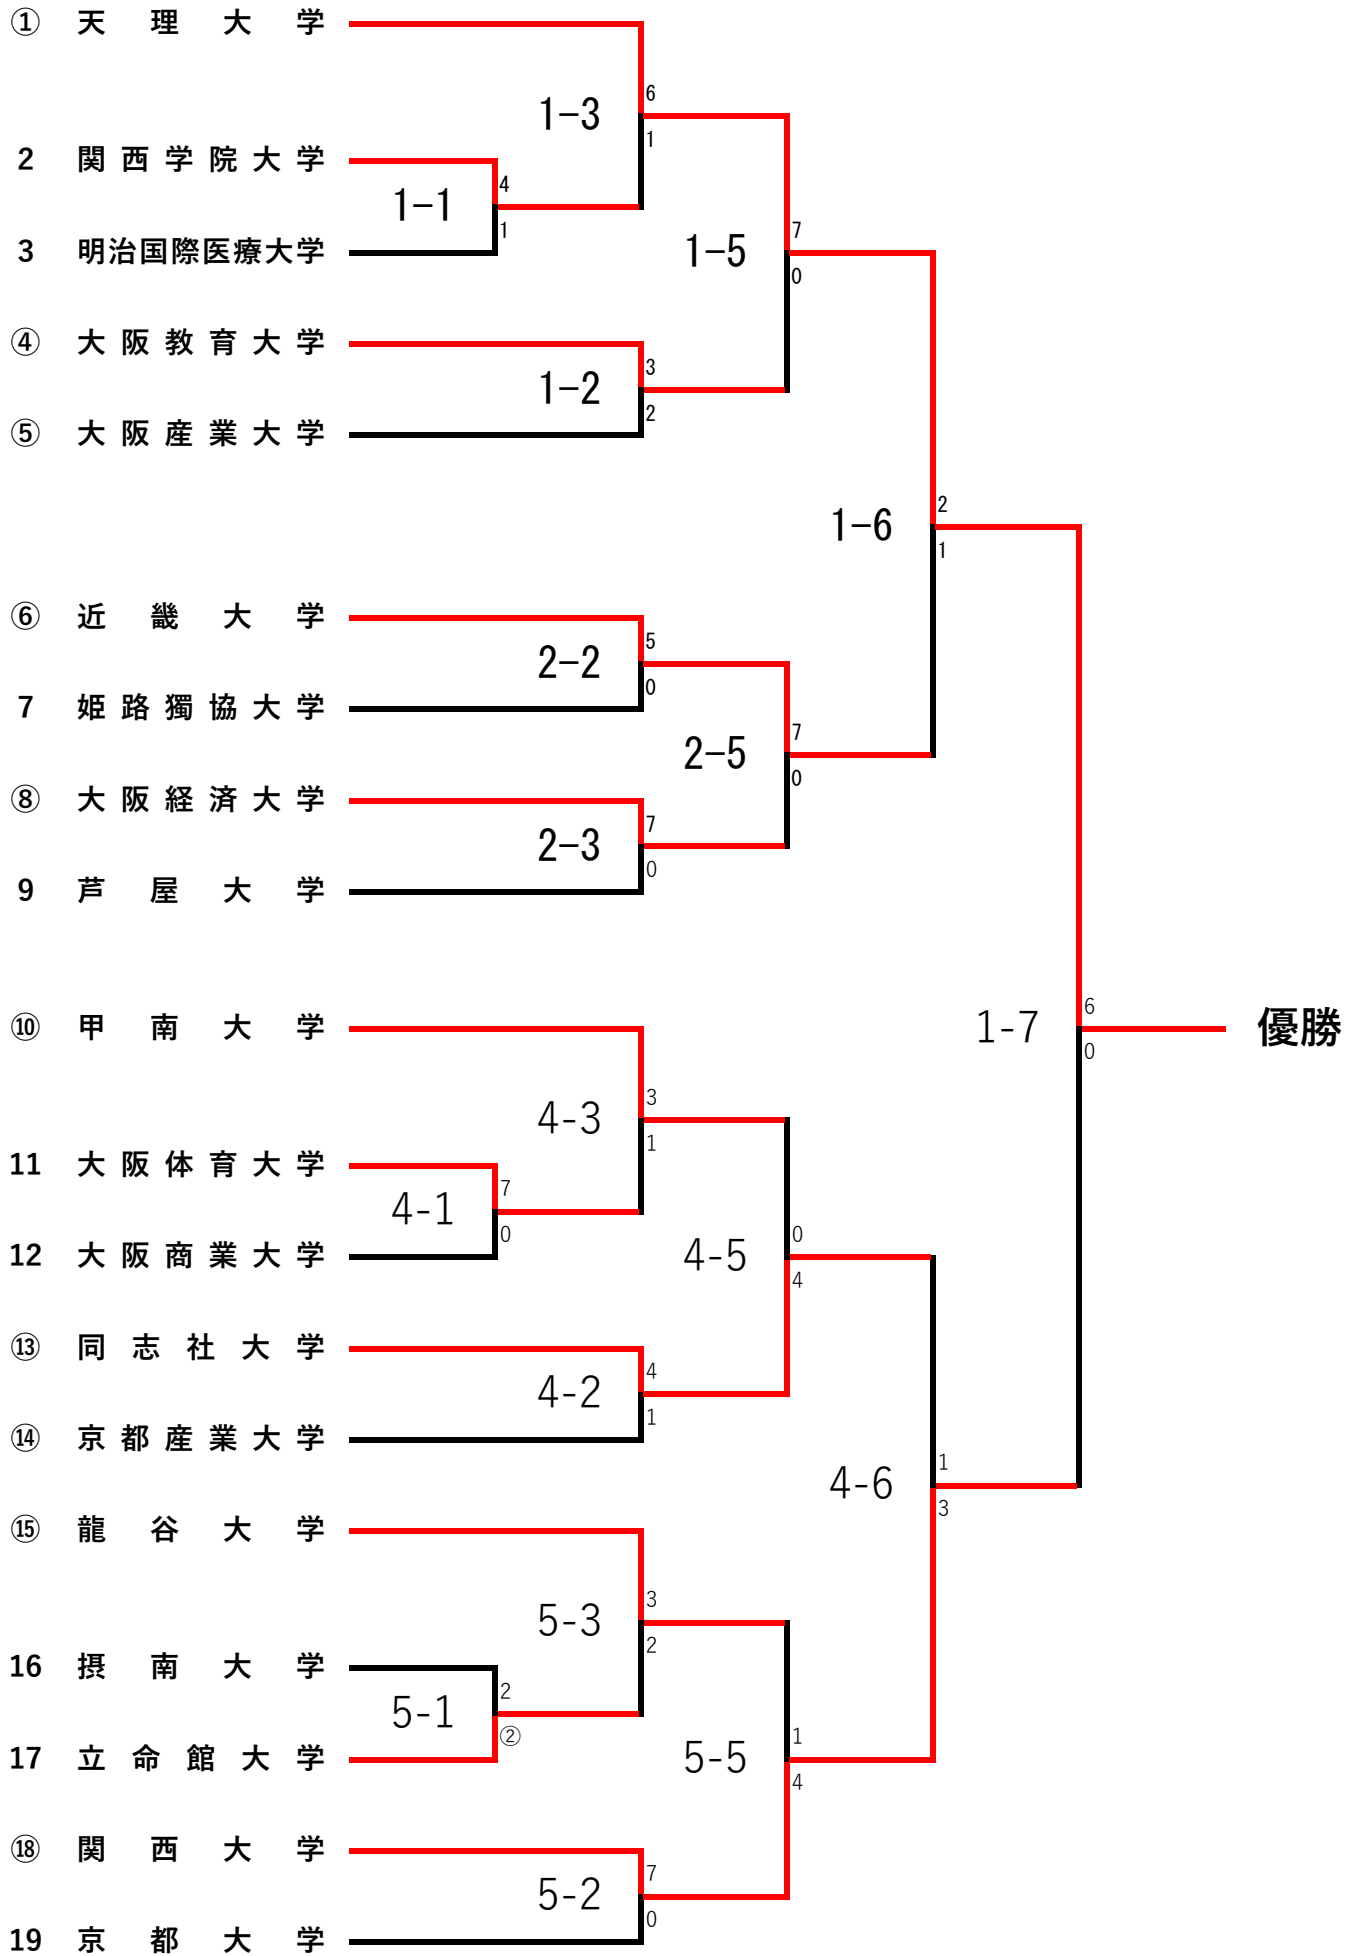 ① 天理大学
6
1-3
1
2 関西学院大学
4
1-1
1
3 明治国際医療大学
7
1-5
0
④ 大阪教育大学
3
1-2
2
⑤ 大阪産業大学
2
1-6
1
⑥ 近畿大学
5
2-2
0
7 姫路獨協大学
7
2-5
0
⑧ 大阪経済大学
7
2-3
0
9 芦屋大学
6
1-7
0
優勝
⑩ 甲南大学
3
4-3
1
11 大阪体育大学
7
4-1
0
12 大阪商業大学
0
4-5
4
⑬ 同志社大学
4
4-2
1
⑭ 京都産業大学
1
4-6
3
⑮ 龍谷大学
3
5-3
2
16 摂南大学
2
5-1
②
17 立命館大学
1
5-5
4
⑱ 関西大学
7
5-2
0
19 京都大学